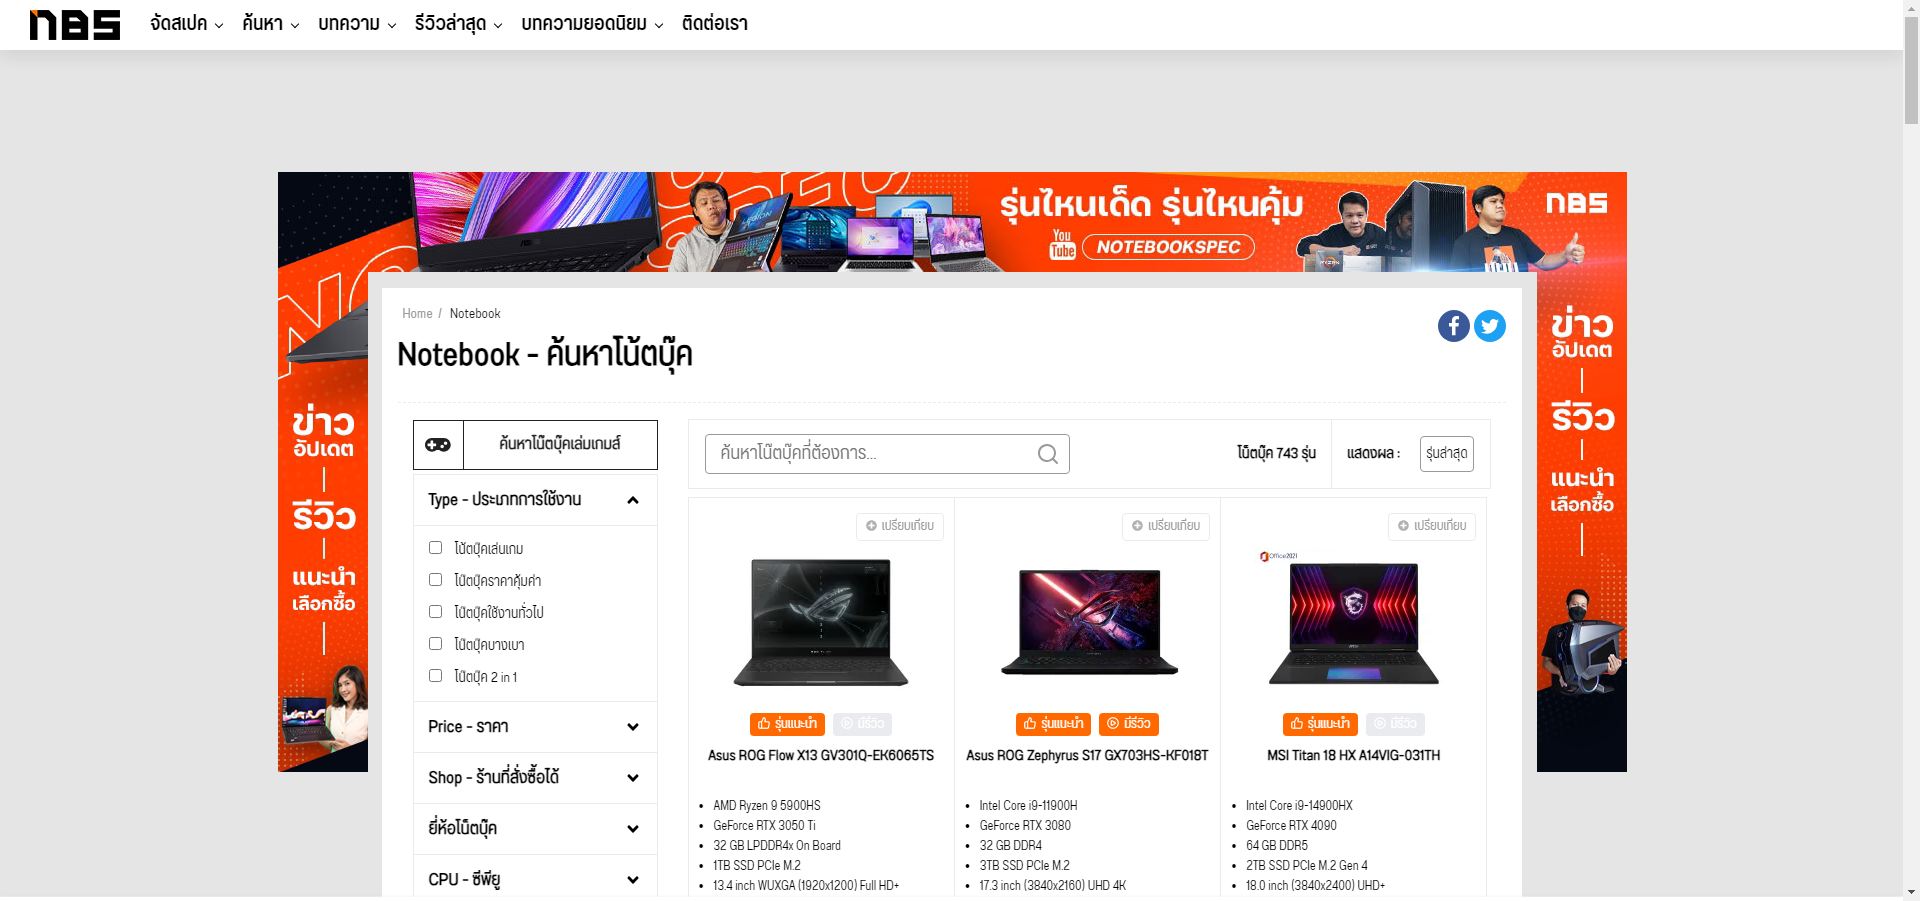 nBS จัดสเปค ค้นหา บทความ รีวิวล่าสุด บทความยอดนิยม ติดต่อเรา
รุ่นไหนเด็ด รุ่นไหนคุ้ม
You Tube NOTEBOOKSPEC
nBS
ข่าว
อัปเดต
รีวิว
แนะนำ
เลือกซื้อ
ข่าว
อัปเดต
รีวิว
แนะนำ
เลือกซื้อ
Home / Notebook
Notebook - ค้นหาโน้ตบุ๊ค
ค้นหาโน๊ตบุ๊คเล่มเกมส์
Type - ประเภทการใช้งาน
โน้ตบุ๊คเล่นเกม
โน๊ตบุ๊คราคาคุ้มค่า
โน๊ตบุ๊คใช้งานทั่วไป
โน๊ตบุ๊คบางเบา
โน๊ตบุ๊ค 2 in 1
Price - ราคา
Shop - ร้านที่สั่งซื้อได้
ยี่ห้อโน๊ตบุ๊ค
CPU - ซีพียู
ค้นหาโน๊ตบุ๊คที่ต้องการ...
โน๊ตบุ๊ค 743 รุ่น
แสดงผล :
รุ่นล่าสุด
เปรียบเทียบ
รุ่นแนะนำ มีรีวิว
Asus ROG Flow X13 GV301Q-EK6065TS
AMD Ryzen 9 5900HS
GeForce RTX 3050 Ti
32 GB LPDDR4x On Board
1TB SSD PCIe M.2
13.4 inch WUXGA (1920x1200) Full HD+
เปรียบเทียบ
รุ่นแนะนำ มีรีวิว
Asus ROG Zephyrus S17 GX703HS-KF018T
Intel Core i9-11900H
GeForce RTX 3080
32 GB DDR4
3TB SSD PCIe M.2
17.3 inch (3840x2160) UHD 4K
เปรียบเทียบ
Office2021
รุ่นแนะนำ มีรีวิว
MSI Titan 18 HX A14VIG-031TH
Intel Core i9-14900HX
GeForce RTX 4090
64 GB DDR5
2TB SSD PCIe M.2 Gen 4
18.0 inch (3840x2400) UHD+